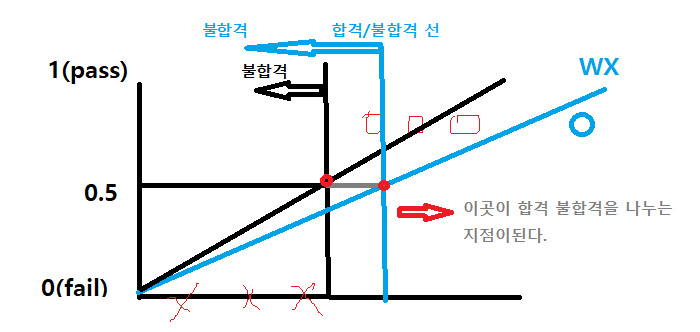 불합격
합격/불합격 선
1(pass)
불합격
WX
0.5
이곳이 합격 불합격을 나누는
지점이된다.
0(fail)